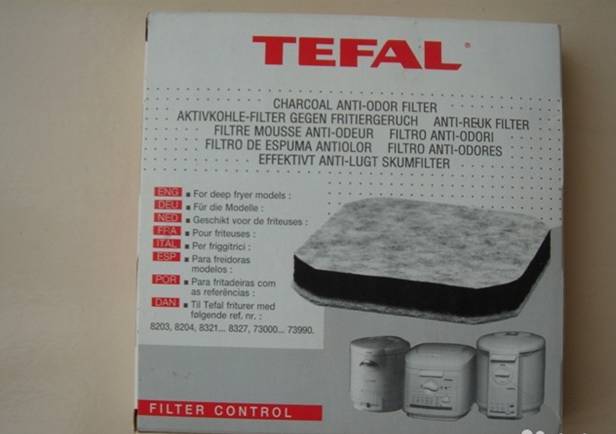 TEFAL
CHARCOAL ANTI-ODOR FILTER
AKTIVKOHLE-FILTER GEGEN FRITIERGERUCH ANTI-REUK FILTER
FILTRE MOUSSE ANTI-ODEUR FILTRO ANTI-ODORI
FILTRO DE ESPUMA ANTIOLOR FILTRO ANTI-ODORES
EFFEKTIVT ANTI-LUGT SKUMFILTER
ENG ▪ For deep fryer models :
DEU ▪ Für die Modelle :
NED ▪ Geschikt voor de friteuses :
FRA ▪ Pour friteuses :
ITAL ▪ Per friggitrici :
ESP ▪ Para freidoras
modelos :
POR ▪ Para fritadeiras com
as referências :
DAN ▪ Til Tefal friturer med
følgende ref. nr. :
8203, 8204, 8321... 8327, 73000... 73990.
FILTER CONTROL